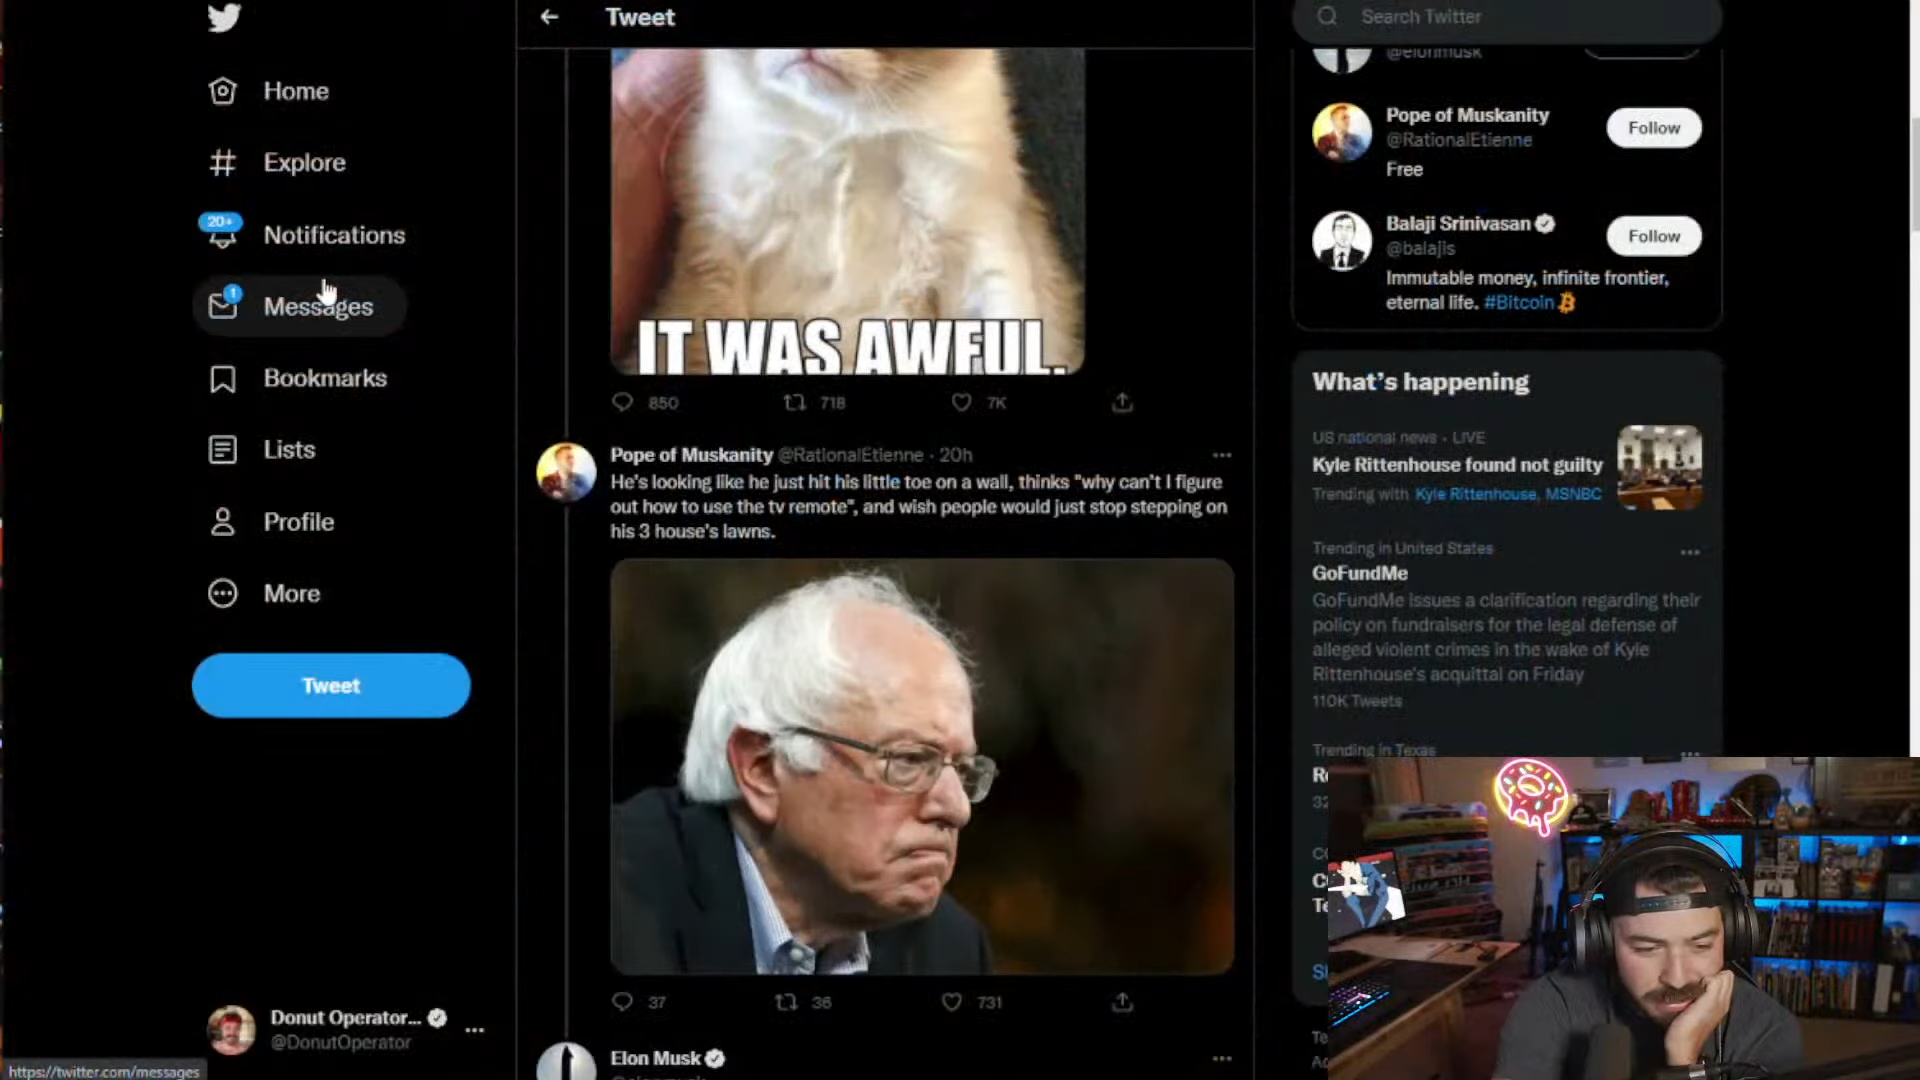 Home
Explore
20+
Notifications
1
Messages
Bookmarks
Lists
Profile
More
Tweet
Donut Operator...
@DonutOperator
https://twitter.com/messages
Tweet
IT WAS AWFUL.
850
718
7K
Pope of Muskanity @RationalEtienne · 20h
He's looking like he just hit his little toe on a wall, thinks "why can't I figure
out how to use the tv remote", and wish people would just stop stepping on
his 3 house's lawns.
37
36
731
Elon Musk
Search Twitter
@elonmusk
Pope of Muskanity
@RationalEtienne
Follow
Free
Balaji Srinivasan
@balajis
Follow
Immutable money, infinite frontier,
eternal life. #Bitcoin
What's happening
US national news · LIVE
Kyle Rittenhouse found not guilty
Trending with Kyle Rittenhouse, MSNBC
Trending in United States
GoFundMe
GoFundMe issues a clarification regarding their
policy on fundraisers for the legal defense of
alleged violent crimes in the wake of Kyle
Rittenhouse's acquittal on Friday
110K Tweets
Trending in Texas